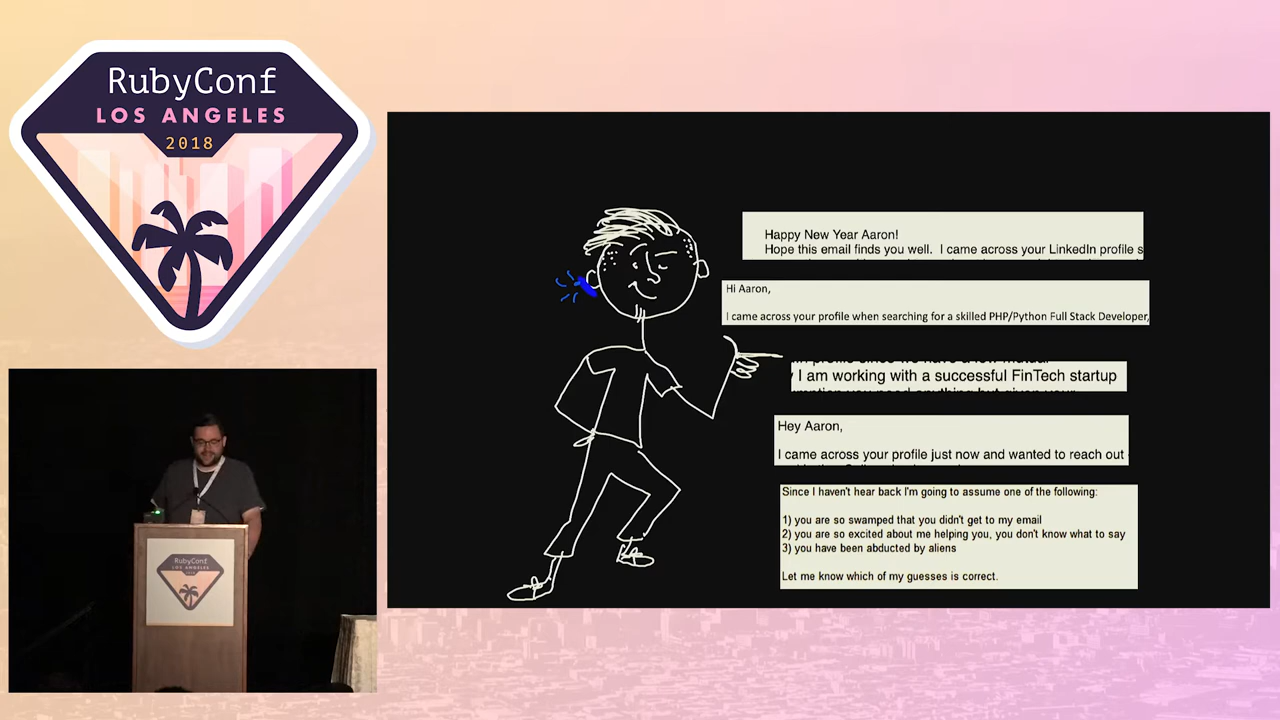 RubyConf
LOS ANGELES
2018
Happy New Year Aaron!
Hope this email finds you well. I came across your LinkedIn profile s
Hi Aaron,
I came across your profile when searching for a skilled PHP/Python Full Stack Developer,
I am working with a successful FinTech startup
Hey Aaron,
I came across your profile just now and wanted to reach out
Since I haven't hear back I'm going to assume one of the following:
1) you are so swamped that you didn't get to my email
2) you are so excited about me helping you, you don't know what to say
3) you have been abducted by aliens
Let me know which of my guesses is correct.
RubyConf